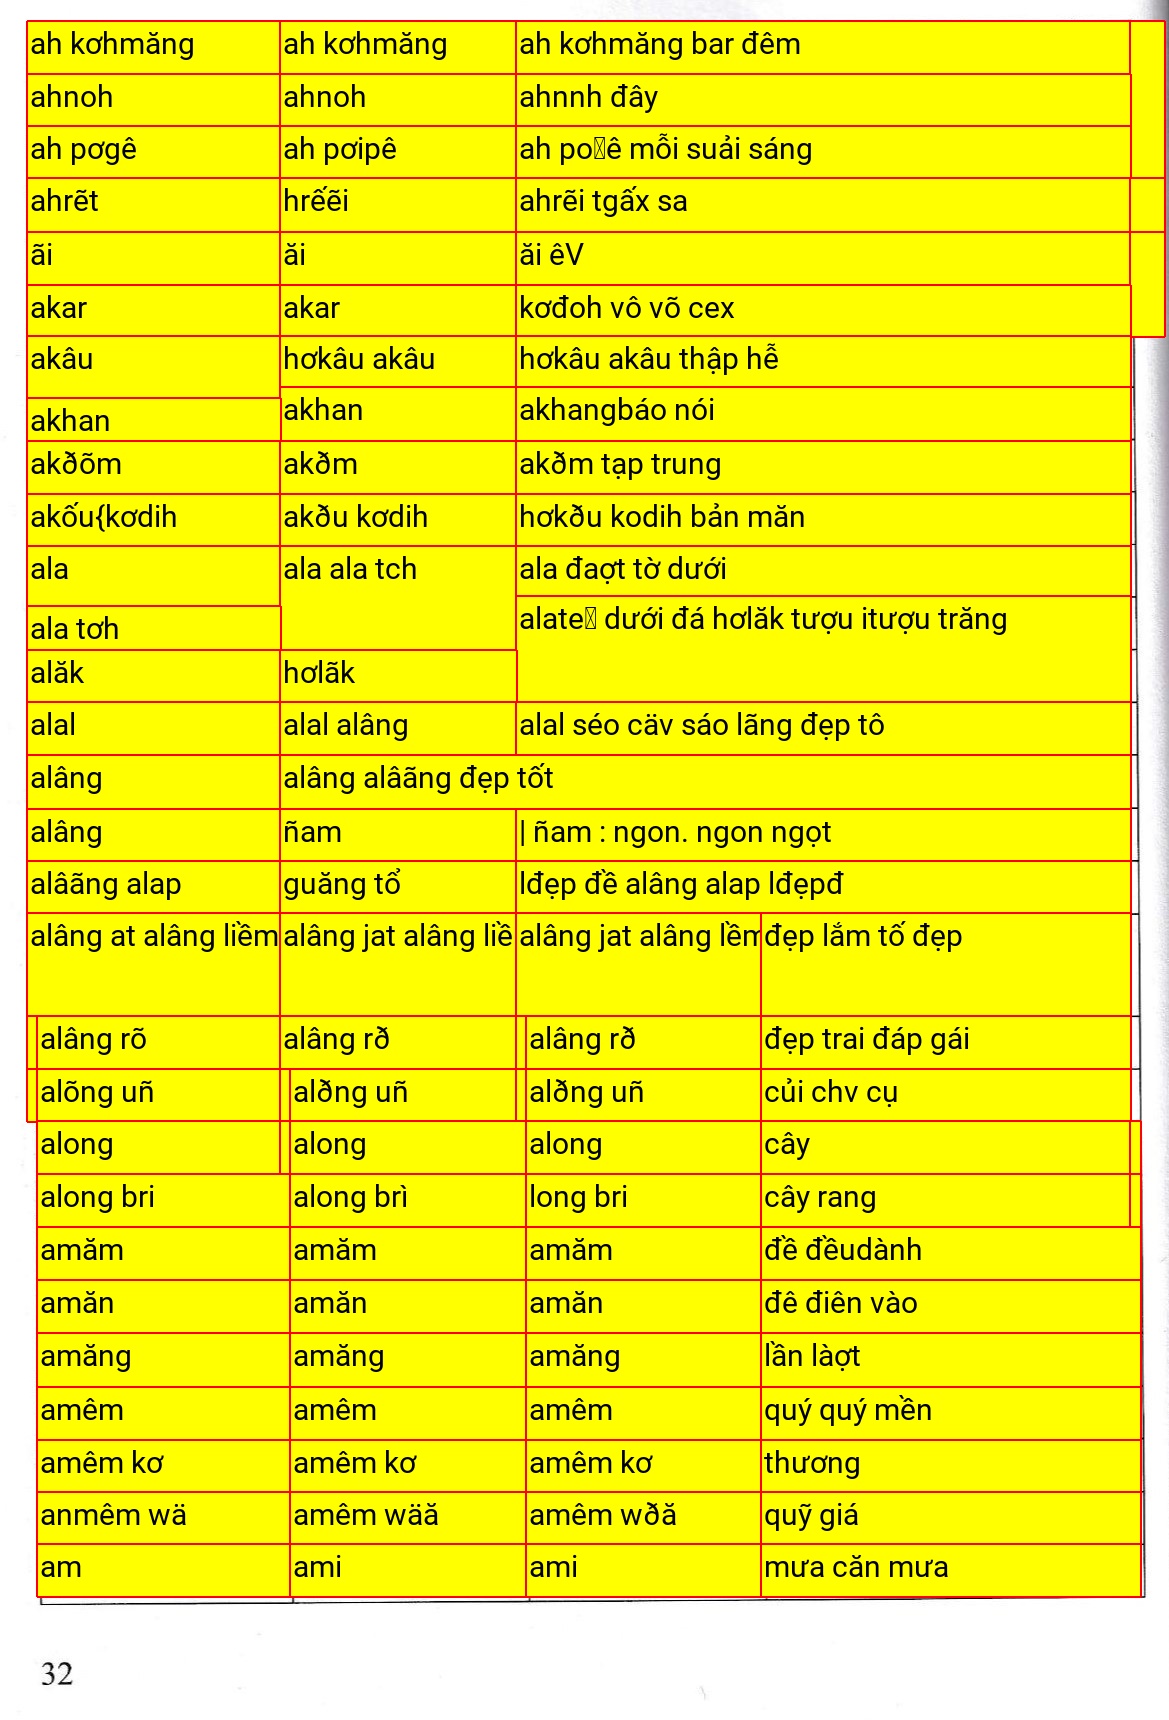 ah kơhmăng ah kơhmăng ah kơhmăng bar đêm
ahnoh ahnoh ahnnh đây
ah pơgê ah pơipê ah po▯ê mỗi suải sáng
ahrẽt hrếẽi ahrẽi tgấx sa
ãi ăi ăi êV
akar akar kơđoh vô võ cex
akâu hơkâu akâu hơkâu akâu thập hễ
akhan akhan akhangbáo nói
akðõm akðm akðm tạp trung
akốu{kơdih akðu kơdih hơkðu kodih bản măn
ala ala ala tch ala đaợt tờ dưới
ala tơh alate▯ dưới đá hơlăk tượu itượu trăng
alăk hơlãk
alal alal alâng alal séo cäv sáo lãng đẹp tô
alâng alâng alâãng đẹp tốt
alâng ñam | ñam : ngon. ngon ngọt
alâãng alap guăng tổ lđẹp đề alâng alap lđẹpđ
alâng at alâng liềm alâng jat alâng liề alâng jat alâng lềm đẹp lắm tố đẹp
alâng rõ alâng rð alâng rð đẹp trai đáp gái
alõng uñ alðng uñ alðng uñ củi chv cụ
along along along cây
along bri along brì long bri cây rang
amăm amăm amăm đề đềudành
amăn amăn amăn đê điên vào
amăng amăng amăng lần làợt
amêm amêm amêm quý quý mền
amêm kơ amêm kơ amêm kơ thương
anmêm wä amêm wäă amêm wðă quỹ giá
am ami ami mưa căn mưa
32